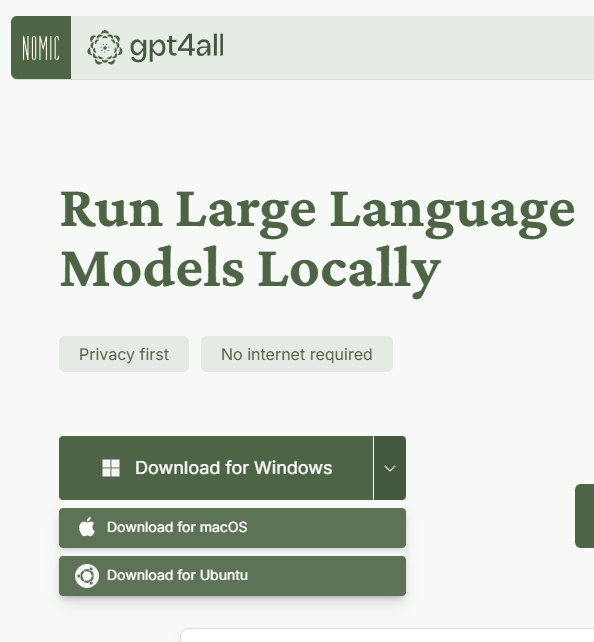 NOMIC
gpt4all
Run Large Language
Models Locally
Privacy first
No internet required
Download for Windows
Download for macOS
Download for Ubuntu